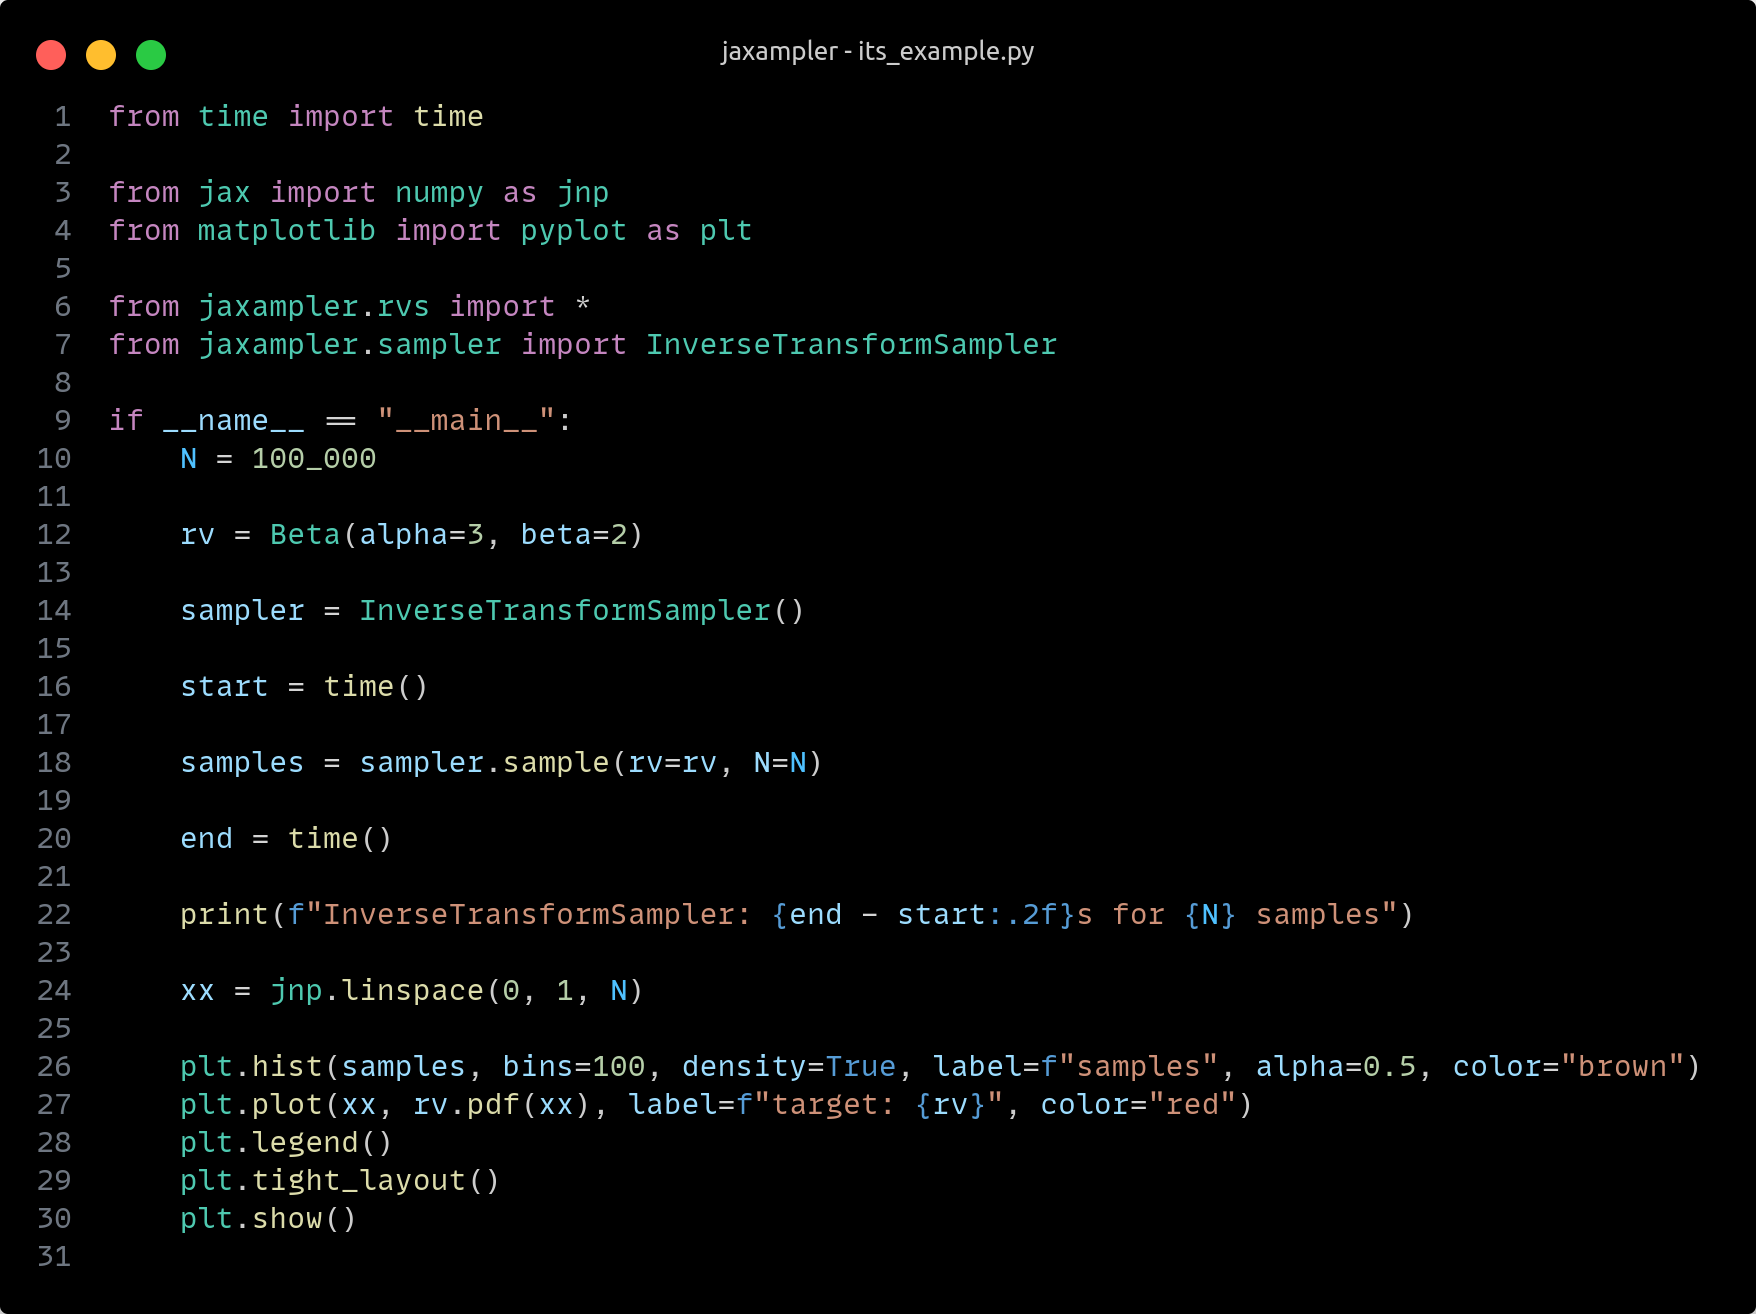 jaxampler - its_example.py
1 from time import time
2
3 from jax import numpy as jnp
4 from matplotlib import pyplot as plt
5
6 from jaxampler.rvs import *
7 from jaxampler.sampler import InverseTransformSampler
8
9 if __name__ == "__main__":
10     N = 100_000
11
12     rv = Beta(alpha=3, beta=2)
13
14     sampler = InverseTransformSampler()
15
16     start = time()
17
18     samples = sampler.sample(rv=rv, N=N)
19
20     end = time()
21
22     print(f"InverseTransformSampler: {end - start:.2f}s for {N} samples")
23
24     xx = jnp.linspace(0, 1, N)
25
26     plt.hist(samples, bins=100, density=True, label=f"samples", alpha=0.5, color="brown")
27     plt.plot(xx, rv.pdf(xx), label=f"target: {rv}", color="red")
28     plt.legend()
29     plt.tight_layout()
30     plt.show()
31